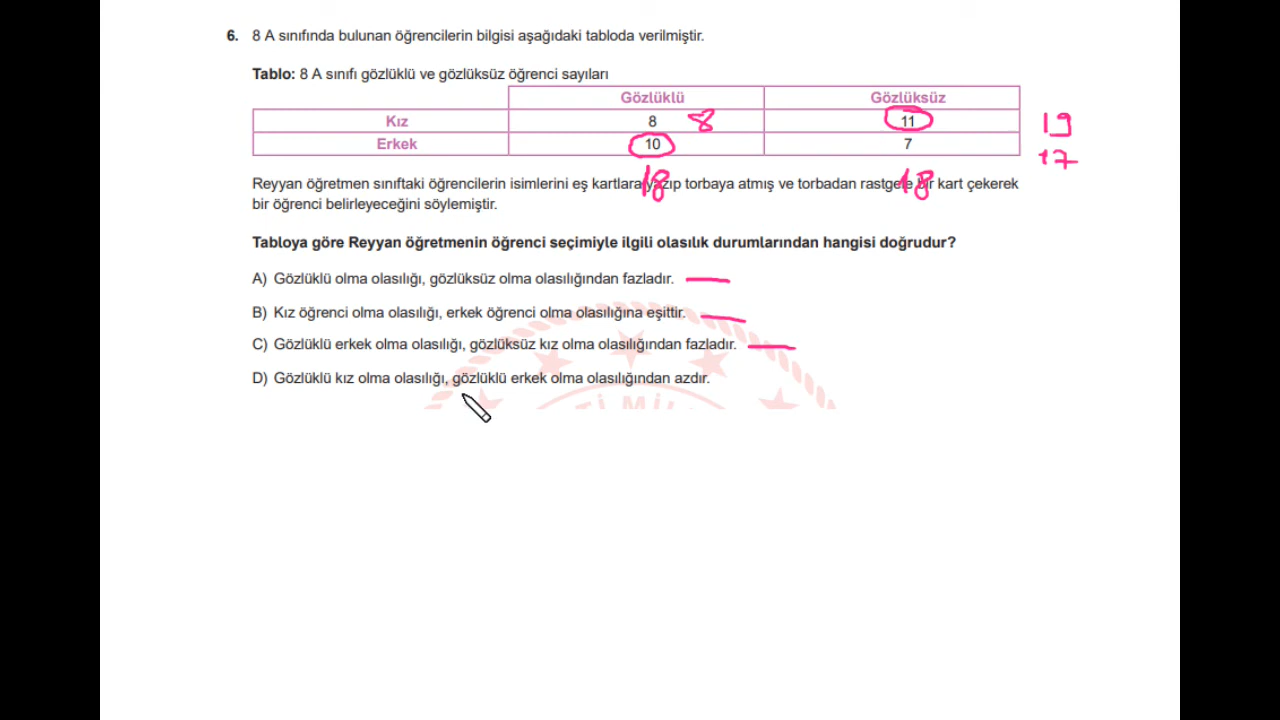 6. 8 A sınıfında bulunan öğrencilerin bilgisi aşağıdaki tabloda verilmiştir.
Tablo: 8 A sınıfı gözlüklü ve gözlüksüz öğrenci sayıları
Gözlüklü Gözlüksüz
Kız 8 8 11 19
Erkek 10 7 +17
18 18
Reyyan öğretmen sınıftaki öğrencilerin isimlerini eş kartlara yazıp torbaya atmış ve torbadan rastgele bir kart çekerek
bir öğrenci belirleyeceğini söylemiştir.
Tabloya göre Reyyan öğretmenin öğrenci seçimiyle ilgili olasılık durumlarından hangisi doğrudur?
A) Gözlüklü olma olasılığı, gözlüksüz olma olasılığından fazladır.
B) Kız öğrenci olma olasılığı, erkek öğrenci olma olasılığına eşittir.
C) Gözlüklü erkek olma olasılığı, gözlüksüz kız olma olasılığından fazladır.
D) Gözlüklü kız olma olasılığı, gözlüklü erkek olma olasılığından azdır.